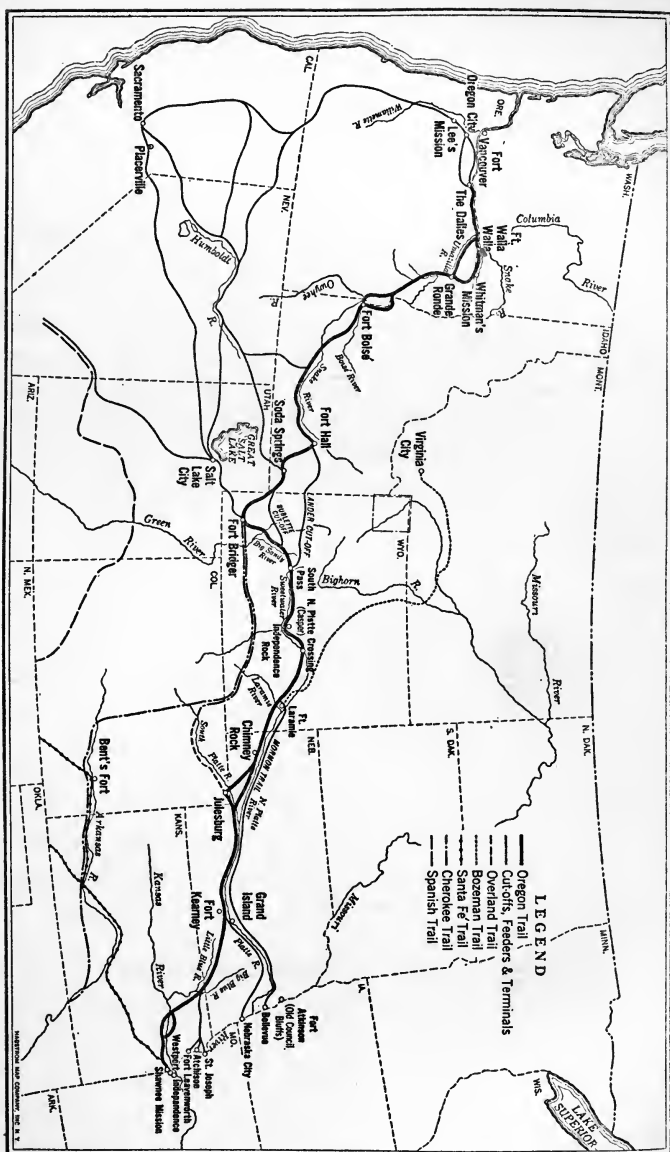 WASH.
Columbia
River
ORE.
Oregon City
Fort
Vancouver
Lee's
Mission
Willamette R.
The Dalles
Ft.
Walla
Walla
Umatilla
R.
Whitman's
Mission
Snake
Grande
Ronde
IDAHO
MONT.
Owyhee
R.
Fort Boise
Boise River
Snake
River
Fort Hall
Virginia
City
Missouri
River
CAL.
NEV.
Sacramento
Placerville
Humboldt
R.
UTAH
Soda Springs
GREAT
SALT
LAKE
Salt
Lake
City
ARIZ.
Green
River
SUBLETTE
CUT-OFF
LANDER CUT-OFF
Big Sandy
River
Fort Bridger
WYO.
Bighorn
R.
South
Pass
Sweetwater
River
N. Platte Crossing
(Casper)
Independence
Rock
COL.
N. MEX.
Laramie
River
Ft.
Laramie
NEB.
S. DAK.
N. DAK.
Chimney
Rock
MORMON TRAIL
N. Platte
River
South
Platte R.
Julesburg
Bent's Fort
Arkansas
R.
OKLA.
KANS.
Kansas
River
Fort
Kearney
Grand
Island
Platte R.
Little Blue R.
Big Blue R.
Missouri
MINN.
IA.
Fort
Atkinson
(Old Council
Bluffs)
Bellevue
Nebraska City
MO.
River
St. Joseph
Atchison
Fort Leavenworth
Independence
Westport
Shawnee Mission
ARK.
WIS.
LAKE
SUPERIOR
LEGEND
Oregon Trail
Cut-offs, Feeders & Terminals
Overland Trail
Bozeman Trail
Santa Fe' Trail
Cherokee Trail
Spanish Trail
HAGSTROM MAP COMPANY, INC. N.Y.